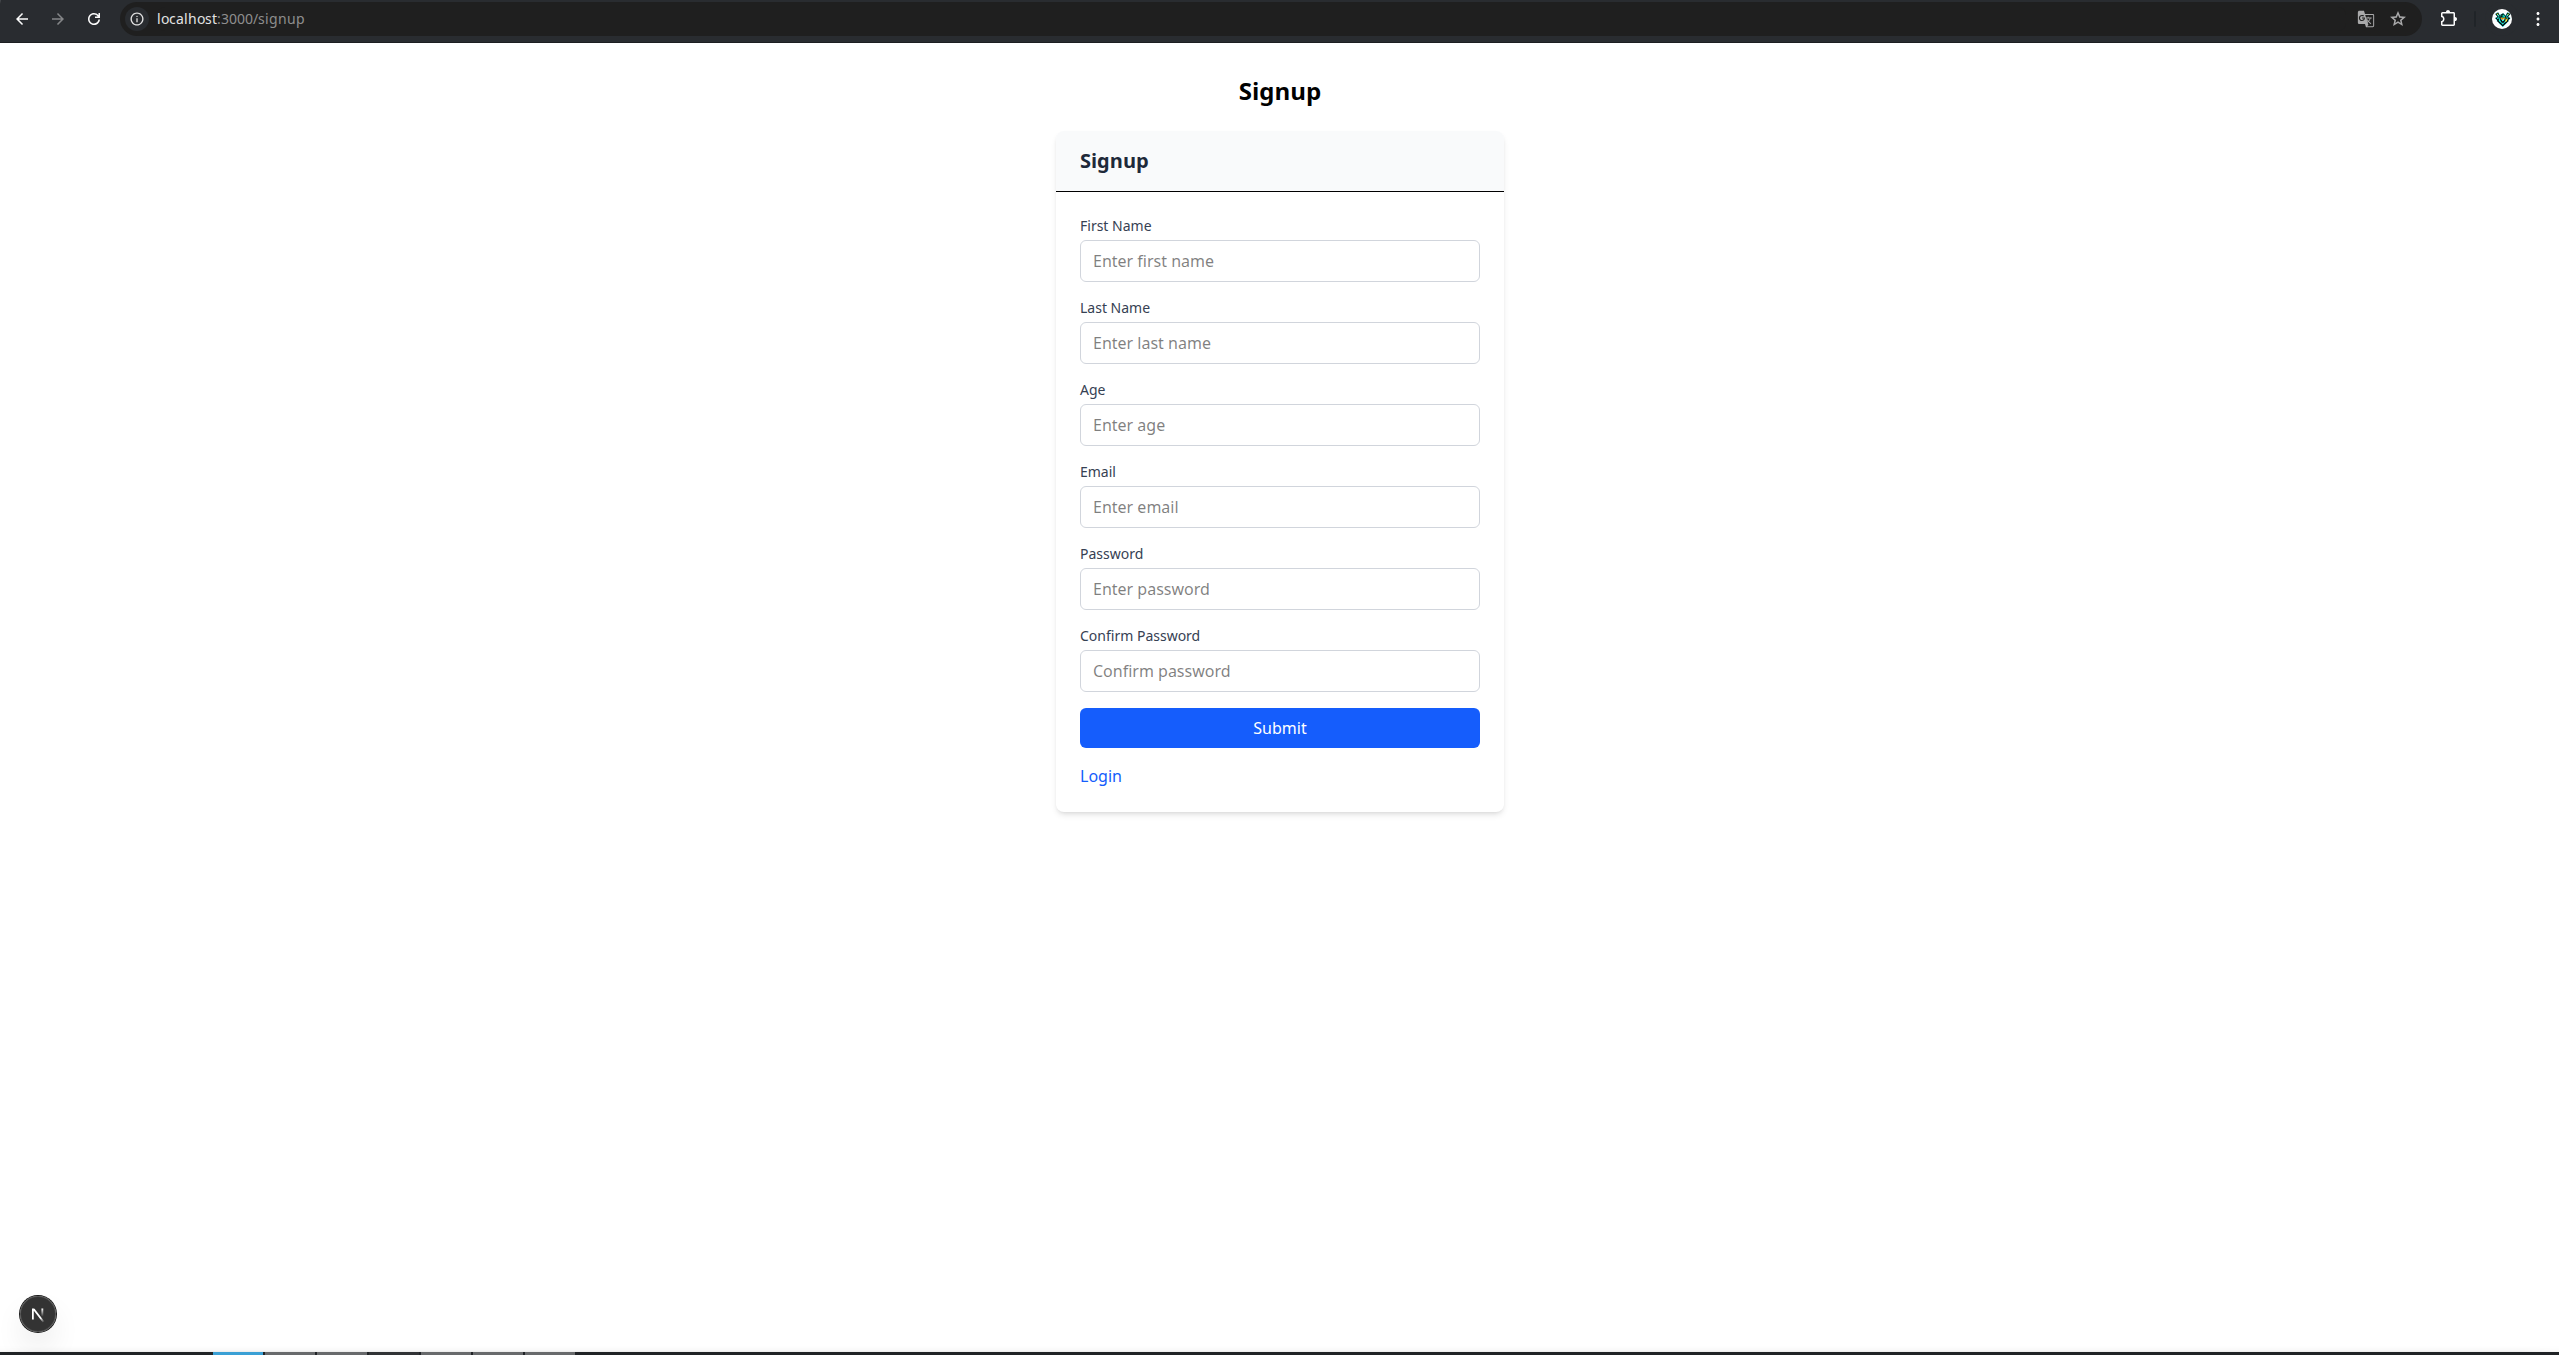 localhost:3000/signup
Signup
Signup
First Name
Enter first name
Last Name
Enter last name
Age
Enter age
Email
Enter email
Password
Enter password
Confirm Password
Confirm password
Submit
Login
N